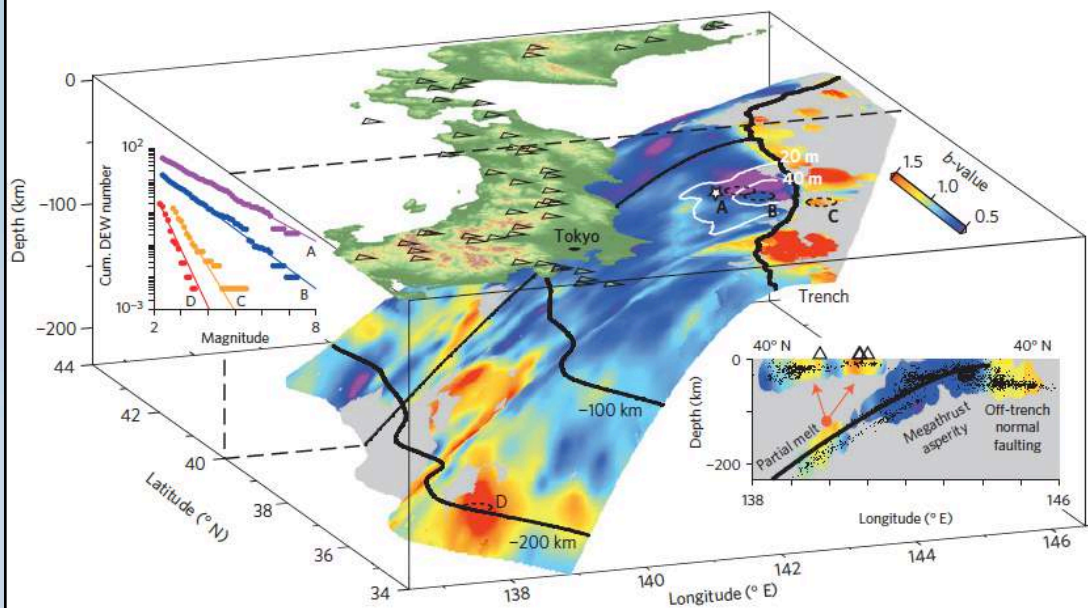 0
−100
−200
Depth (km)
44
42
40
38
36
34
Latitude (° N)
138
140
142
144
146
Longitude (° E)
10²
10⁻³
Cum. DEW number
2
8
Magnitude
A
B
C
D
Tokyo
20 m
40 m
A
B
C
Trench
1.5
1.0
0.5
b-value
−100 km
−200 km
D
40° N
40° N
0
−200
Depth (km)
Partial melt
Megathrust
asperity
Off-trench
normal
faulting
138
146
Longitude (° E)